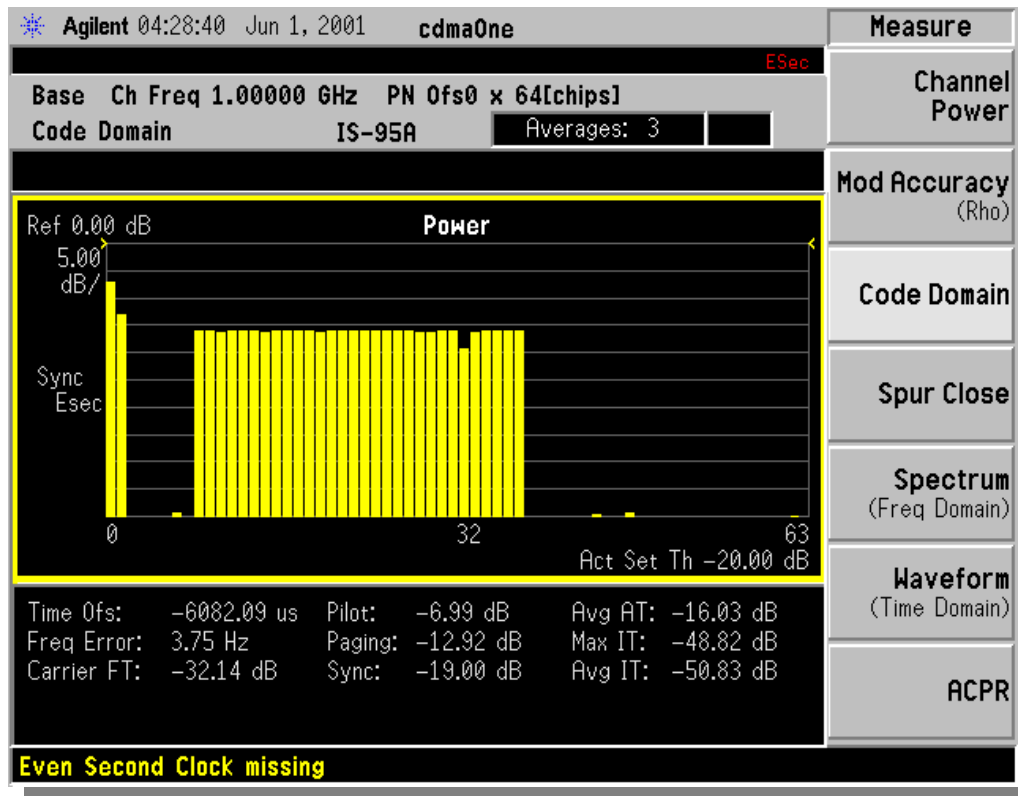 Agilent 04:28:40 Jun 1, 2001 cdmaOne
Measure
ESec
Base Ch Freq 1.00000 GHz PN Ofs0 x 64[chips]
Code Domain IS-95A Averages: 3
Channel
Power
Mod Accuracy
(Rho)
Code Domain
Spur Close
Spectrum
(Freq Domain)
Waveform
(Time Domain)
ACPR
Ref 0.00 dB Power
5.00
dB/
Sync
Esec
0 32 63
Act Set Th -20.00 dB
Time Ofs: -6082.09 us Pilot: -6.99 dB Avg AT: -16.03 dB
Freq Error: 3.75 Hz Paging: -12.92 dB Max IT: -48.82 dB
Carrier FT: -32.14 dB Sync: -19.00 dB Avg IT: -50.83 dB
Even Second Clock missing